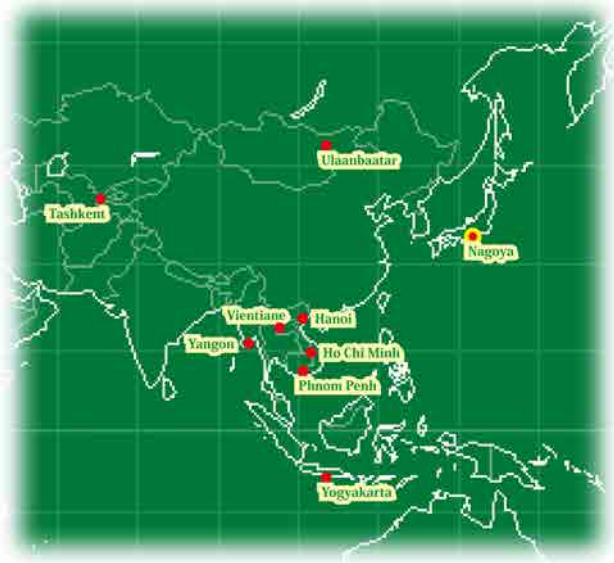 Ulaanbaatar
Tashkent
Nagoya
Vientiane
Hanoi
Yangon
Ho Chi Minh
Phnom Penh
Yogyakarta